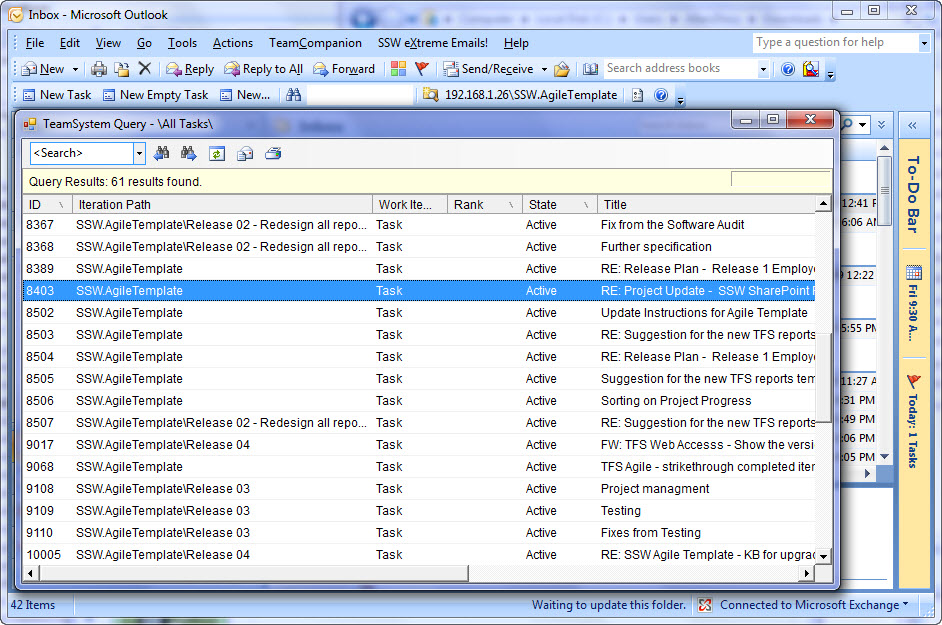 Inbox - Microsoft Outlook
File Edit View Go Tools Actions TeamCompanion SSW eXtreme Emails! Help
Type a question for help
New Reply Reply to All Forward Send/Receive Search address books
New Task New Empty Task New... 192.168.1.26\SSW.AgileTemplate
TeamSystem Query - \All Tasks\
<Search>
Query Results: 61 results found.
ID Iteration Path Work Ite... Rank State Title
8367 SSW.AgileTemplate\Release 02 - Redesign all repo... Task Active Fix from the Software Audit
8368 SSW.AgileTemplate\Release 02 - Redesign all repo... Task Active Further specification
8389 SSW.AgileTemplate Task Active RE: Release Plan - Release 1 Employe
8403 SSW.AgileTemplate Task Active RE: Project Update - SSW SharePoint
8502 SSW.AgileTemplate Task Active Update Instructions for Agile Template
8503 SSW.AgileTemplate Task Active RE: Suggestion for the new TFS reports
8504 SSW.AgileTemplate Task Active RE: Release Plan - Release 1 Employe
8505 SSW.AgileTemplate Task Active Suggestion for the new TFS reports tem
8506 SSW.AgileTemplate Task Active Sorting on Project Progress
8507 SSW.AgileTemplate\Release 02 - Redesign all repo... Task Active RE: Suggestion for the new TFS reports
9017 SSW.AgileTemplate\Release 04 Task Active FW: TFS Web Accesss - Show the versi
9068 SSW.AgileTemplate Task Active TFS Agile - strikethrough completed iter
9108 SSW.AgileTemplate\Release 03 Task Active Project managment
9109 SSW.AgileTemplate\Release 03 Task Active Testing
9110 SSW.AgileTemplate\Release 03 Task Active Fixes from Testing
10005 SSW.AgileTemplate\Release 04 Task Active RE: SSW Agile Template - KB for upgra
12:41
6:06 AM
12:22
5:55 PM
11:27
:31 PM
:49 PM
:06 PM
:05 PM
To-Do Bar
Fri 9:30 A...
Today: 1 Tasks
42 Items Waiting to update this folder. Connected to Microsoft Exchange